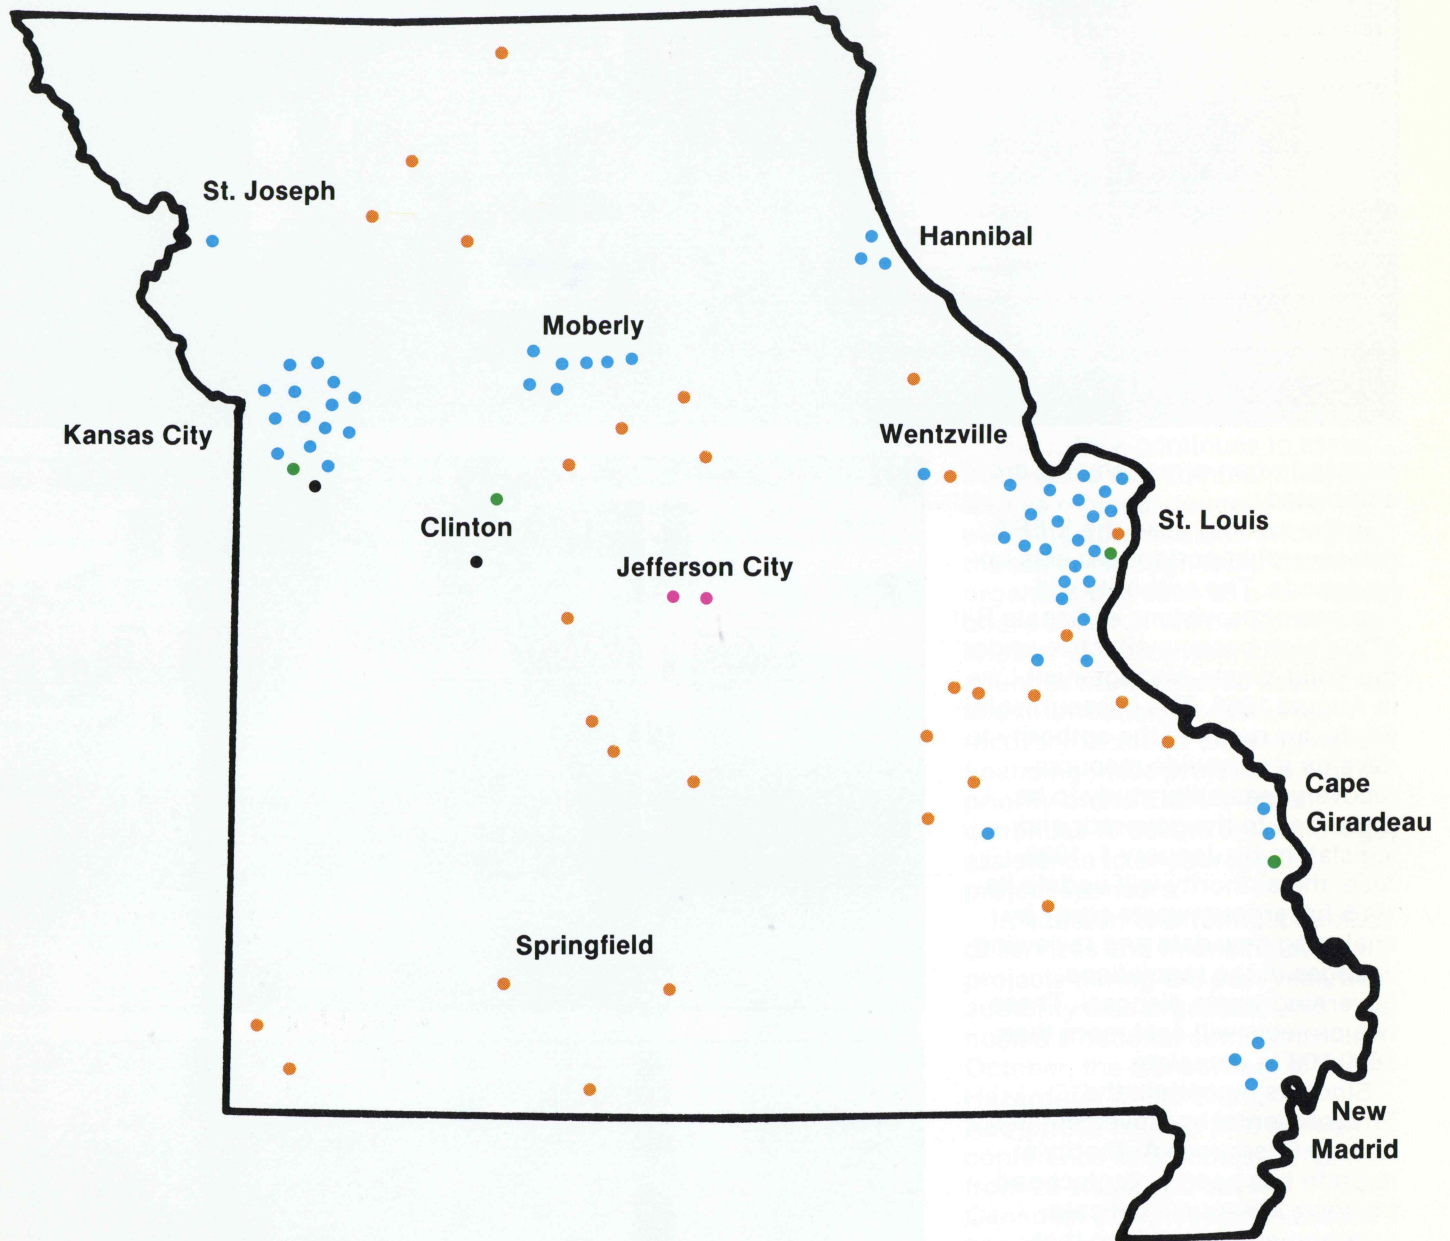 St. Joseph
Hannibal
Moberly
Kansas City
Wentzville
Clinton
St. Louis
Jefferson City
Cape
Girardeau
Springfield
New
Madrid